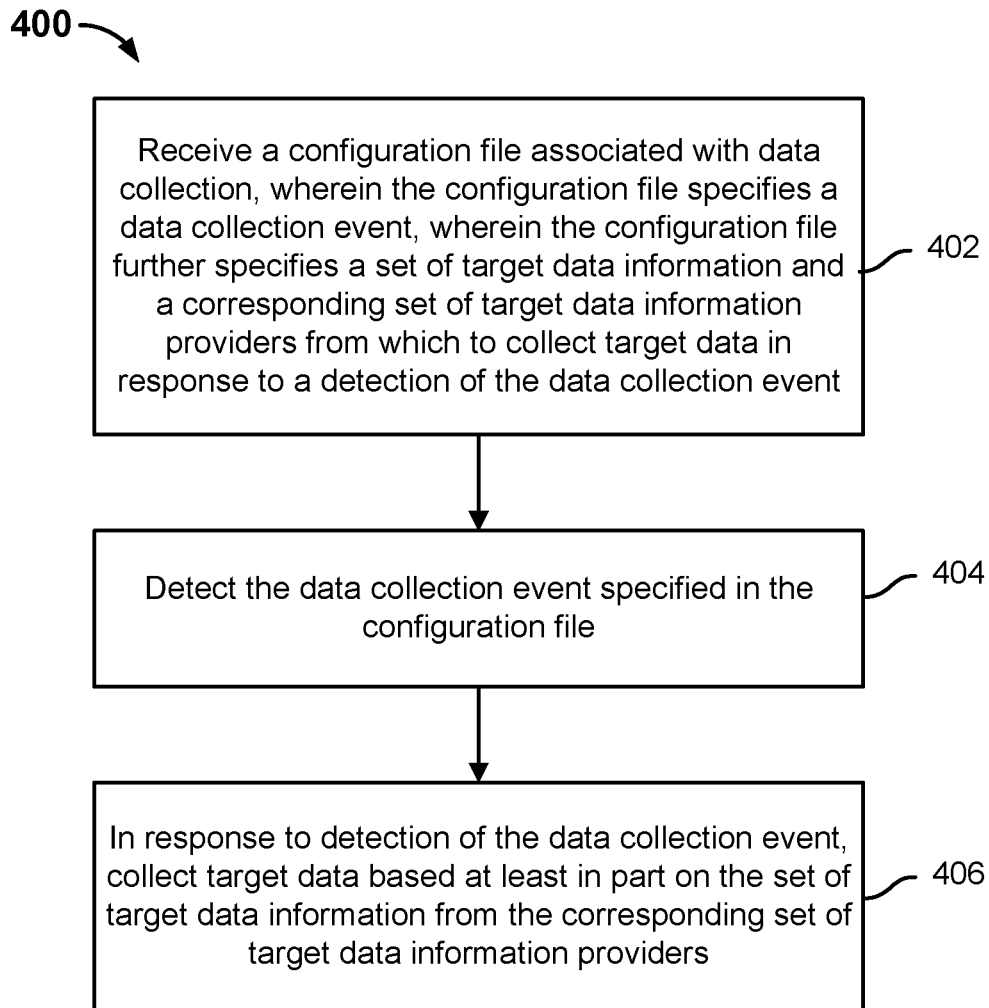 400
Receive a configuration file associated with data
collection, wherein the configuration file specifies a
data collection event, wherein the configuration file
further specifies a set of target data information and
a corresponding set of target data information
providers from which to collect target data in
response to a detection of the data collection event
402
Detect the data collection event specified in the
configuration file
404
In response to detection of the data collection event,
collect target data based at least in part on the set of
target data information from the corresponding set of
target data information providers
406